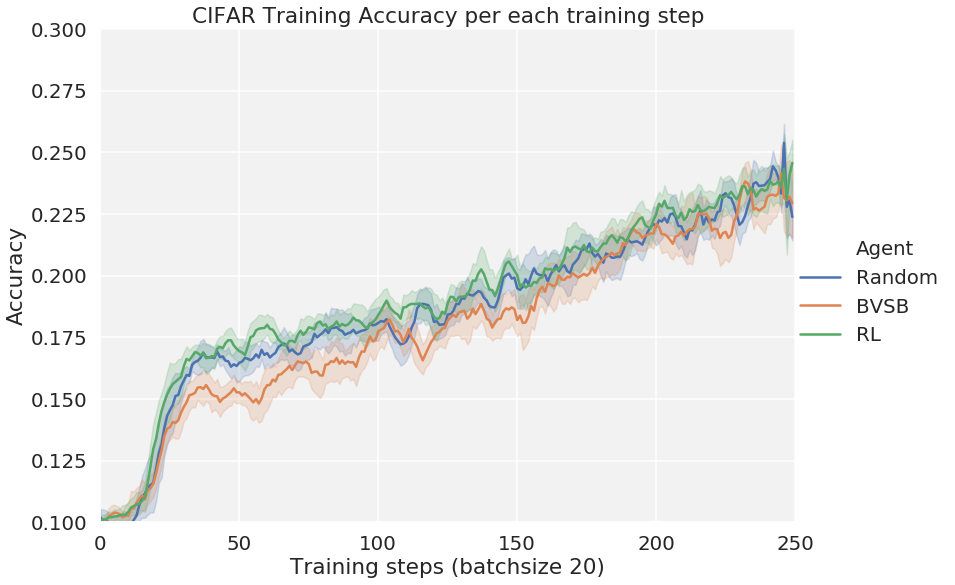 CIFAR Training Accuracy per each training step
0.300
0.275
0.250
0.225
0.200
0.175
0.150
0.125
0.100
Accuracy
0
50
100
150
200
250
Training steps (batchsize 20)
Agent
Random
BVSB
RL